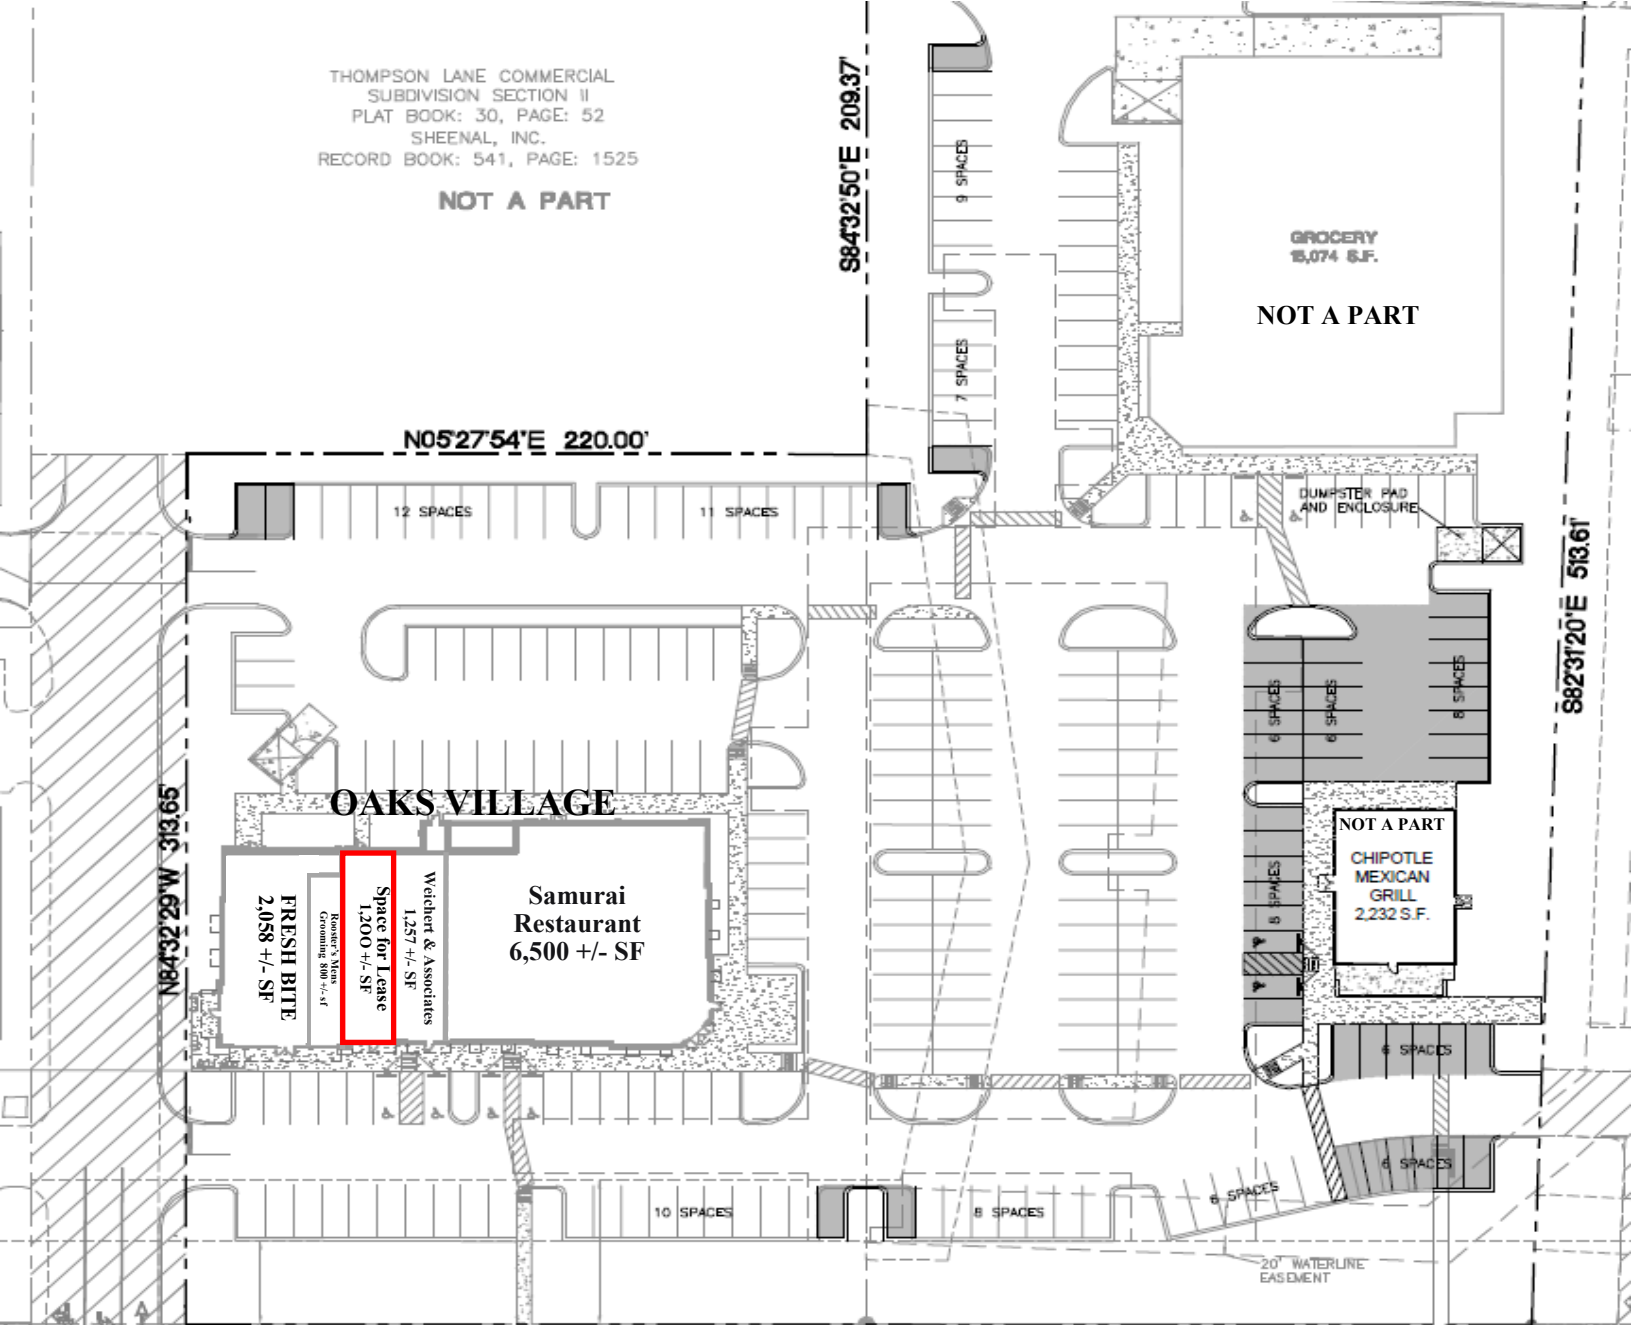 THOMPSON LANE COMMERCIAL
SUBDIVISION SECTION II
PLAT BOOK: 30, PAGE: 52
SHEENAL, INC.
RECORD BOOK: 541, PAGE: 1525
NOT A PART
S84°32'50"E 209.37'
9 SPACES
7 SPACES
GROCERY
15,074 S.F.
NOT A PART
N05°27'54"E 220.00'
12 SPACES
11 SPACES
DUMPSTER PAD
AND ENCLOSURE
S82°31'20"E 513.61'
6 SPACES
6 SPACES
8 SPACES
N84°32'29"W 313.65'
OAKS VILLAGE
FRESH BITE
2,058 +/- SF
Rooster's Mens
Grooming 800 +/- sf
Space for Lease
1,200 +/- SF
Weichert & Associates
1,257 +/- SF
Samurai
Restaurant
6,500 +/- SF
8 SPACES
NOT A PART
CHIPOTLE
MEXICAN
GRILL
2,232 S.F.
6 SPACES
6 SPACES
6 SPACES
10 SPACES
8 SPACES
20' WATERLINE
EASEMENT